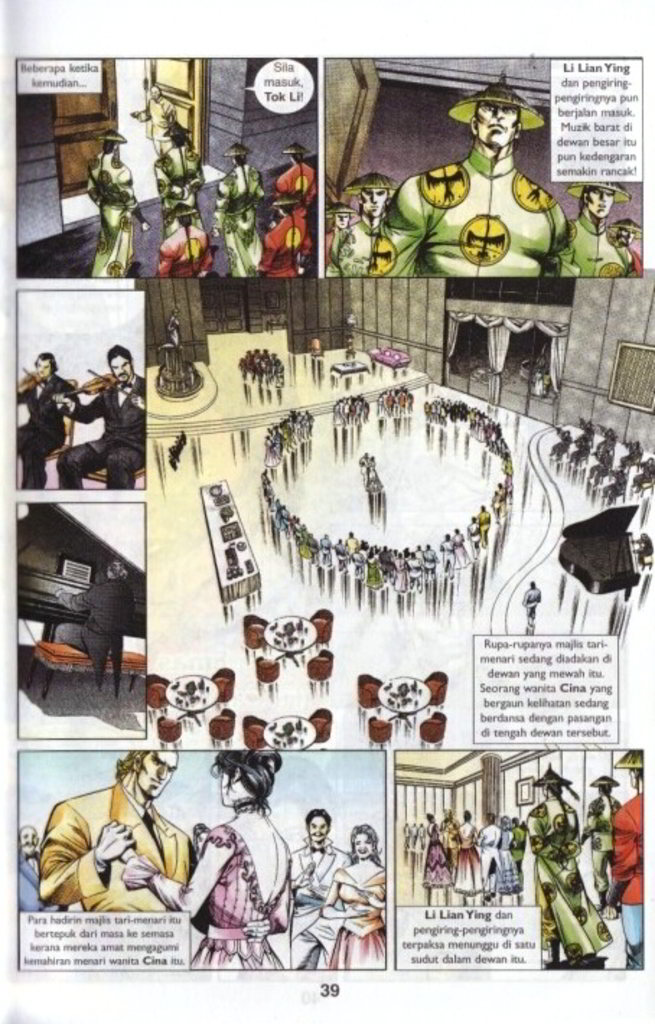 Beberapa ketika
kemudian...
Sila
masuk,
Tok Li!
Li Lian Ying
dan pengiring-
pengiringnya pun
berjalan masuk.
Muzik barat di
dewan besar itu
pun kedengaran
semakin rancak!
Rupa-rupanya majlis tari-
menari sedang diadakan di
dewan yang mewah itu.
Seorang wanita Cina yang
bergaun kelihatan sedang
berdansa dengan pasangan
di tengah dewan tersebut.
Para hadirin majlis tari-menari itu
bertepuk dari masa ke semasa
kerana mereka amat mengagumi
kemahiran menari wanita Cina itu.
Li Lian Ying dan
pengiring-pengiringnya
terpaksa menunggu di satu
sudut dalam dewan itu.
39